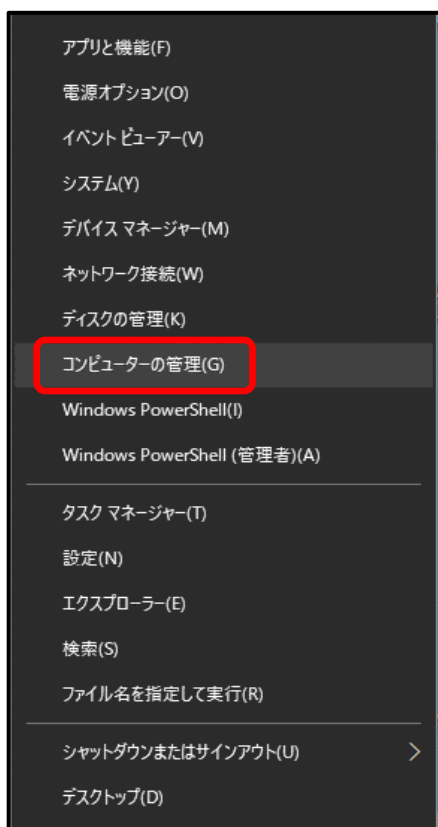 アプリと機能(F)
電源オプション(O)
イベント ビューアー(V)
システム(Y)
デバイス マネージャー(M)
ネットワーク接続(W)
ディスクの管理(K)
コンピューターの管理(G)
Windows PowerShell(I)
Windows PowerShell (管理者)(A)
タスク マネージャー(T)
設定(N)
エクスプローラー(E)
検索(S)
ファイル名を指定して実行(R)
シャットダウンまたはサインアウト(U)
デスクトップ(D)